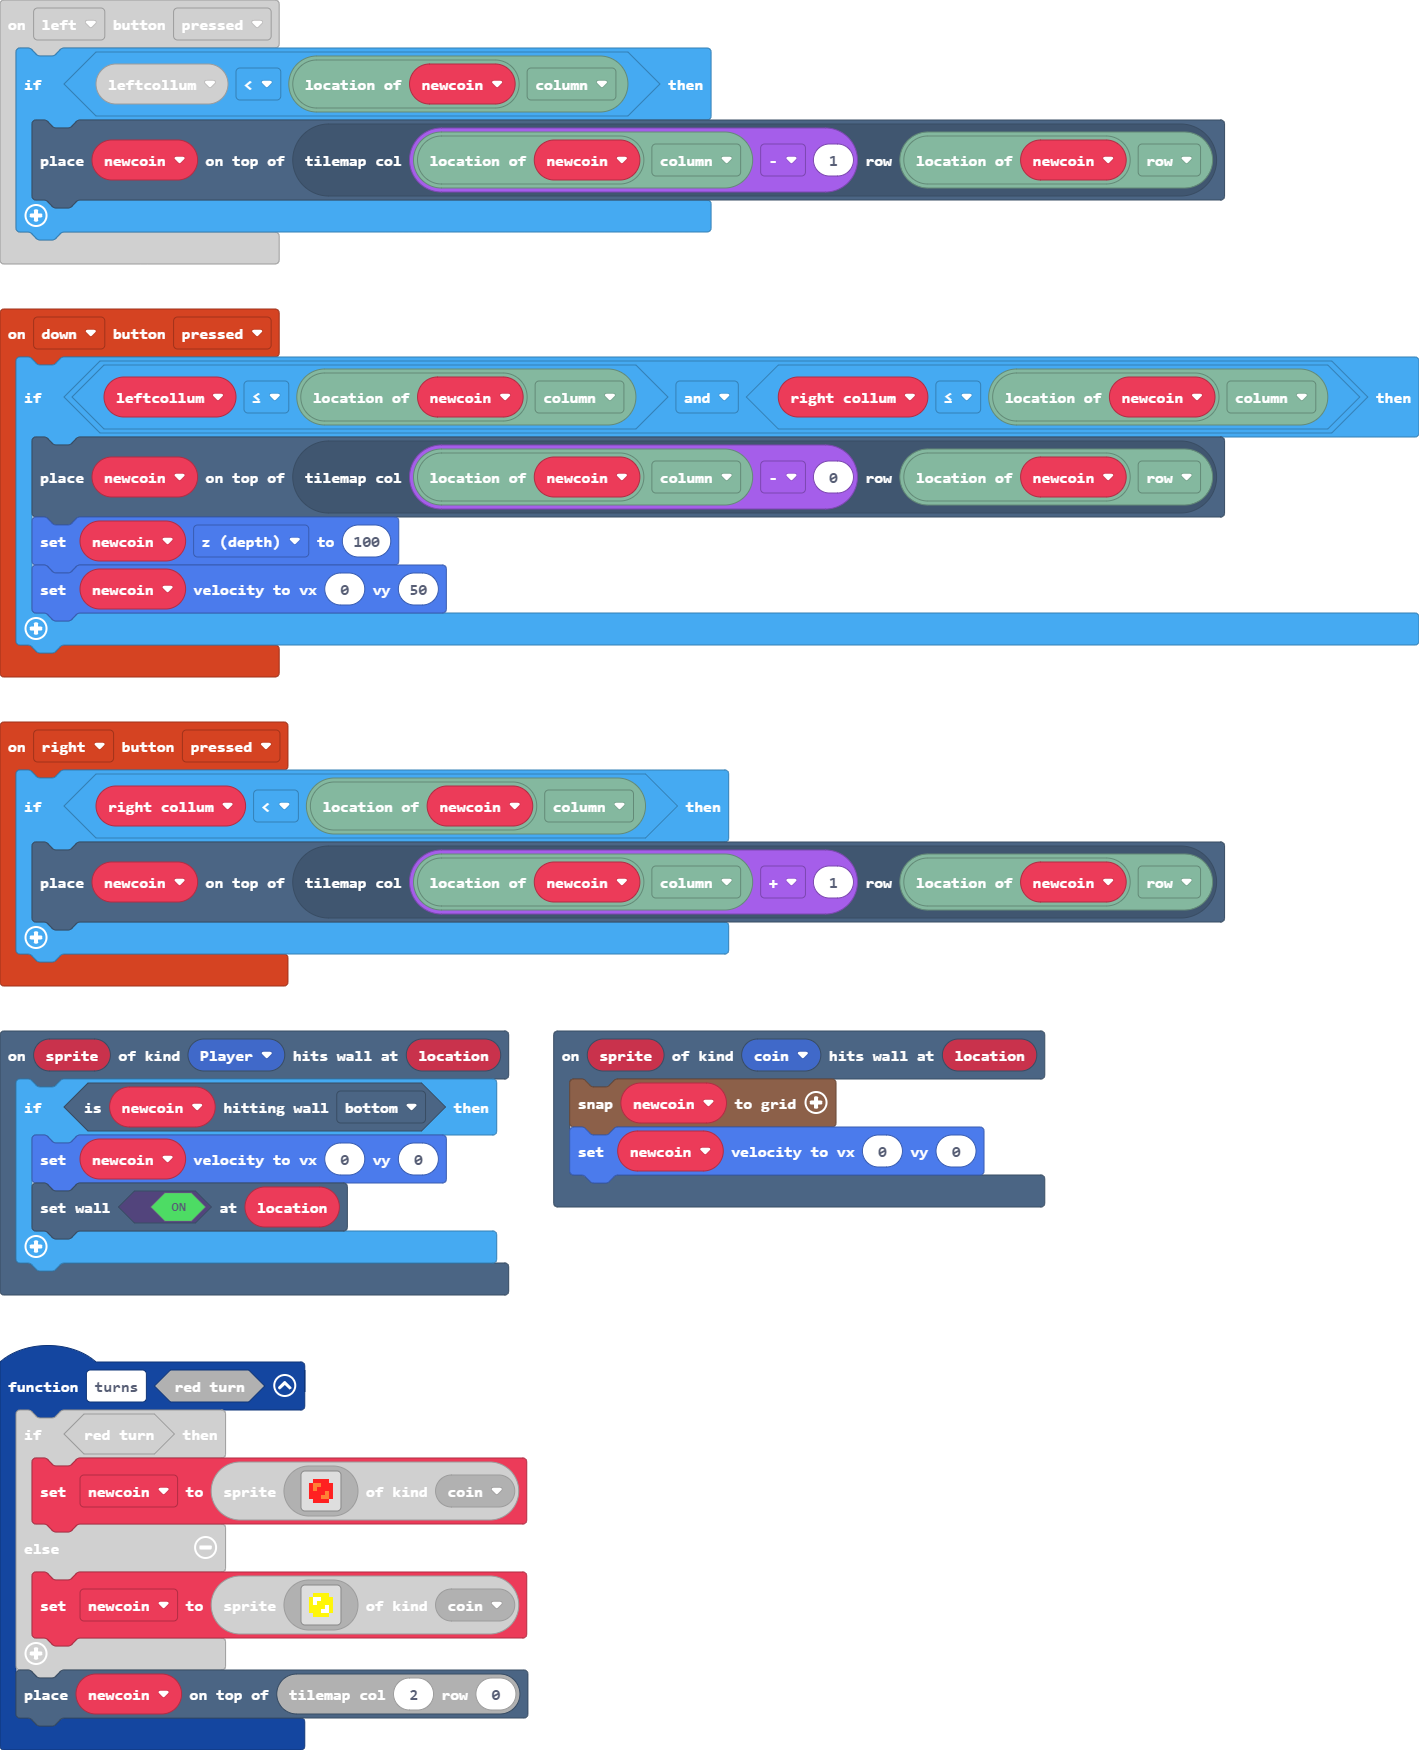 on left button pressed
if leftcollum < location of newcoin column then
place newcoin on top of tilemap col location of newcoin column - 1 row location of newcoin row
on down button pressed
if leftcollum ≤ location of newcoin column and right collum ≤ location of newcoin column then
place newcoin on top of tilemap col location of newcoin column - 0 row location of newcoin row
set newcoin z (depth) to 100
set newcoin velocity to vx 0 vy 50
on right button pressed
if right collum < location of newcoin column then
place newcoin on top of tilemap col location of newcoin column + 1 row location of newcoin row
on sprite of kind Player hits wall at location
if is newcoin hitting wall bottom then
set newcoin velocity to vx 0 vy 0
set wall ON at location
on sprite of kind coin hits wall at location
snap newcoin to grid
set newcoin velocity to vx 0 vy 0
function turns red turn
if red turn then
set newcoin to sprite of kind coin
else
set newcoin to sprite of kind coin
place newcoin on top of tilemap col 2 row 0